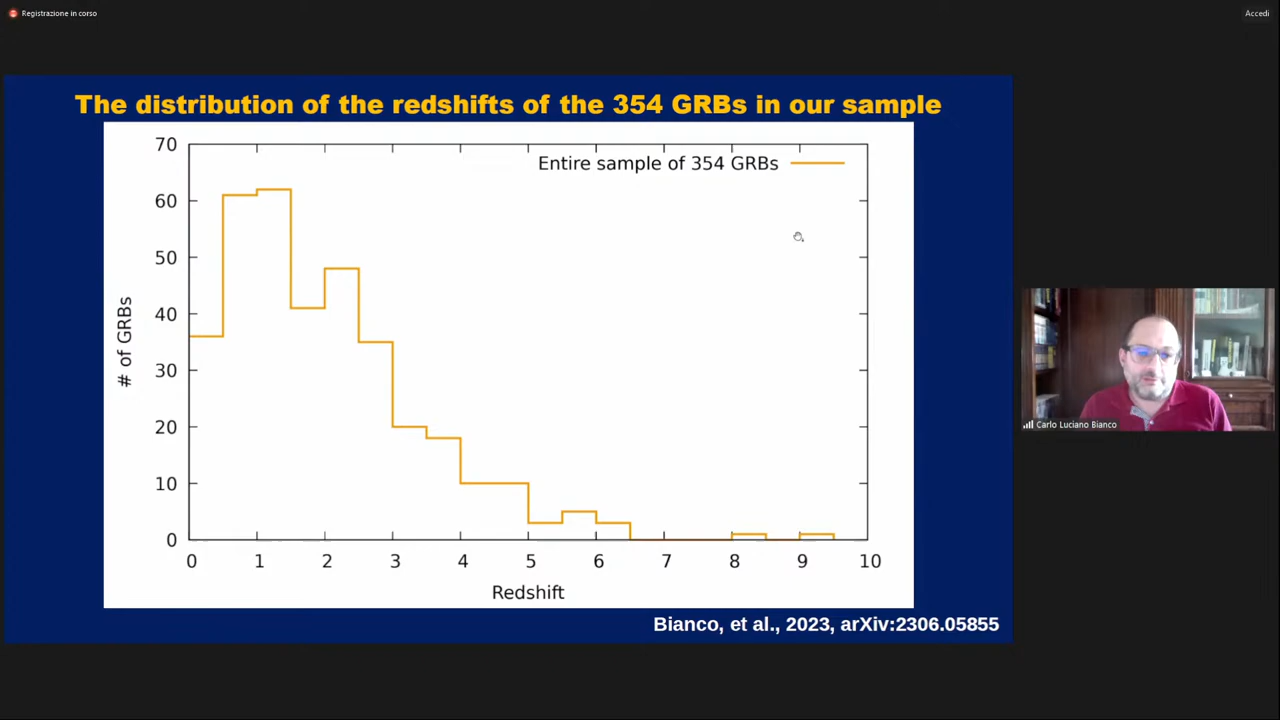 Registrazione in corso
Accedi
The distribution of the redshifts of the 354 GRBs in our sample
Entire sample of 354 GRBs
70
60
50
40
30
20
10
0
# of GRBs
0 1 2 3 4 5 6 7 8 9 10
Redshift
Bianco, et al., 2023, arXiv:2306.05855
Carlo Luciano Bianco